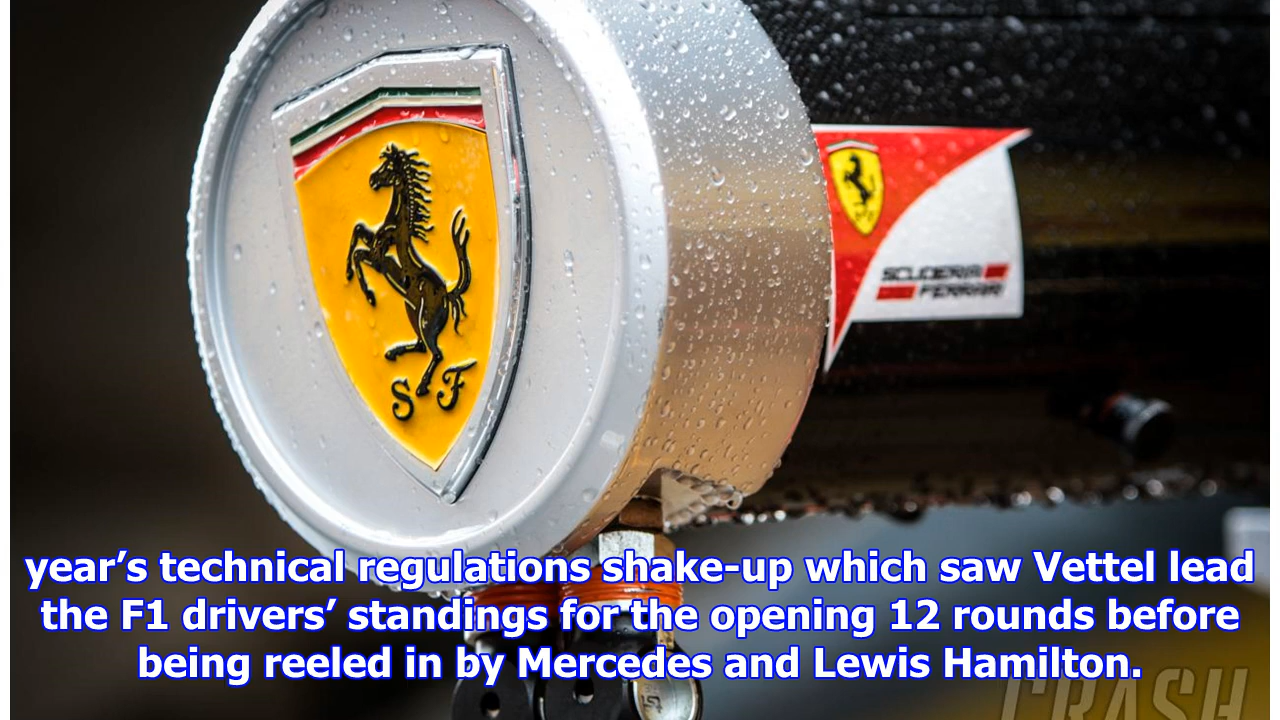 S F
SCUDERIA
FERRARI
year’s technical regulations shake-up which saw Vettel lead
the F1 drivers’ standings for the opening 12 rounds before
being reeled in by Mercedes and Lewis Hamilton.
CRASH